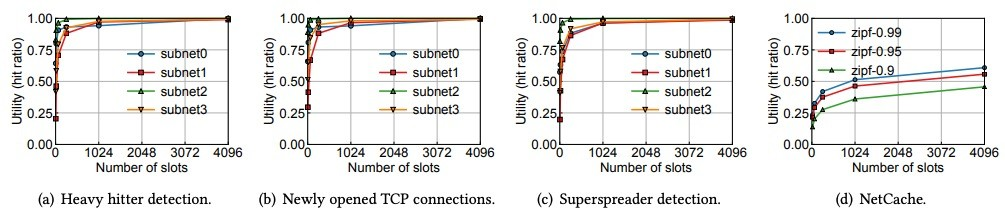 Utility (hit ratio)
1.00
0.75
0.50
0.25
0.00
subnet0
subnet1
subnet2
subnet3
0 1024 2048 3072 4096
Number of slots
(a) Heavy hitter detection.
Utility (hit ratio)
1.00
0.75
0.50
0.25
0.00
subnet0
subnet1
subnet2
subnet3
0 1024 2048 3072 4096
Number of slots
(b) Newly opened TCP connections.
Utility (hit ratio)
1.00
0.75
0.50
0.25
0.00
subnet0
subnet1
subnet2
subnet3
0 1024 2048 3072 4096
Number of slots
(c) Superspreader detection.
Utility (hit ratio)
1.00
0.75
0.50
0.25
0.00
zipf-0.99
zipf-0.95
zipf-0.9
0 1024 2048 3072 4096
Number of slots
(d) NetCache.